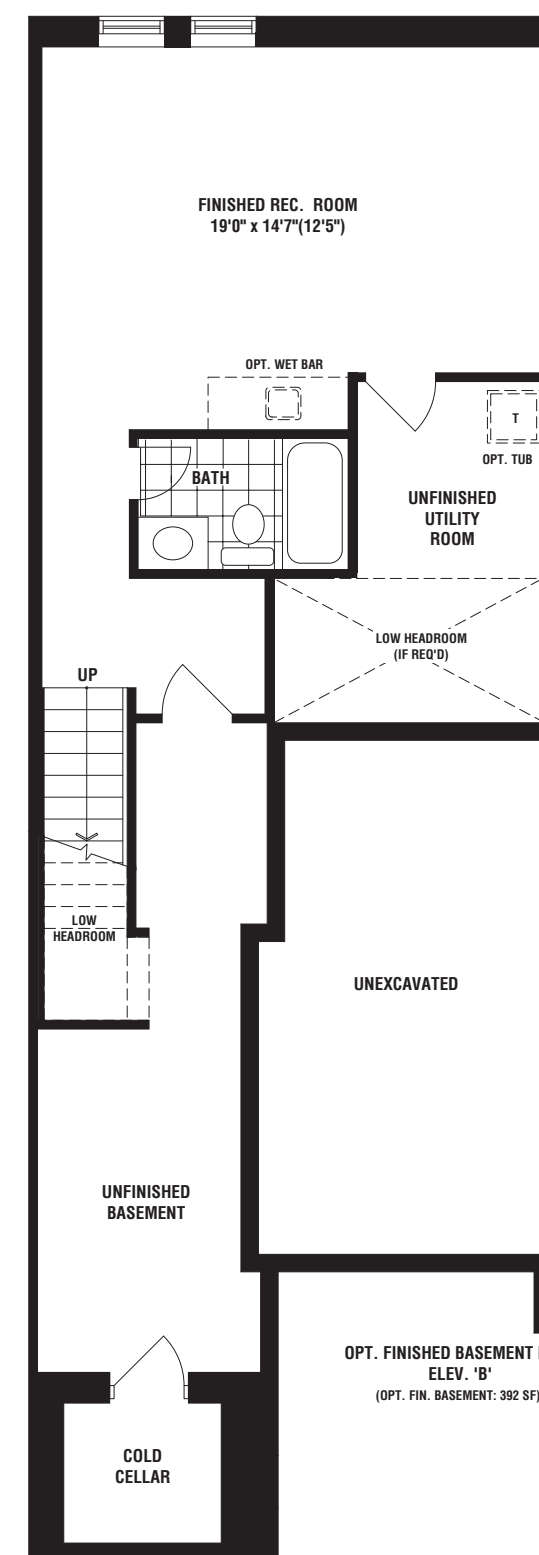 FINISHED REC. ROOM
19'0" x 14'7"(12'5")
OPT. WET BAR
T
OPT. TUB
BATH
UNFINISHED
UTILITY
ROOM
LOW HEADROOM
(IF REQ'D)
UP
LOW
HEADROOM
UNEXCAVATED
UNFINISHED
BASEMENT
OPT. FINISHED BASEMENT
ELEV. 'B'
(OPT. FIN. BASEMENT: 392 SF)
COLD
CELLAR